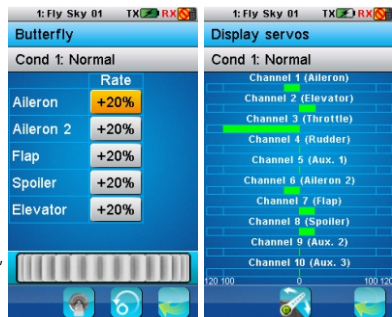 1: Fly Sky 01 TX RX
Butterfly
Cond 1: Normal
Rate
Aileron +20%
Aileron 2 +20%
Flap +20%
Spoiler +20%
Elevator +20%
1: Fly Sky 01 TX RX
Display servos
Cond 1: Normal
Channel 1 (Aileron)
Channel 2 (Elevator)
Channel 3 (Throttle)
Channel 4 (Rudder)
Channel 5 (Aux. 1)
Channel 6 (Aileron 2)
Channel 7 (Flap)
Channel 8 (Spoiler)
Channel 9 (Aux. 2)
Channel 10 (Aux. 3)
120 100 0 100 120